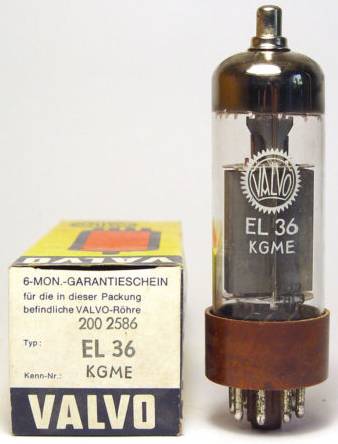 6-MON.-GARANTIESCHEIN
für die in dieser Packung
befindliche VALVO-Röhre
200 2586
Typ: EL 36
Kenn-Nr.: KGME
VALVO
VALVO
VALVO
EL 36
KGME